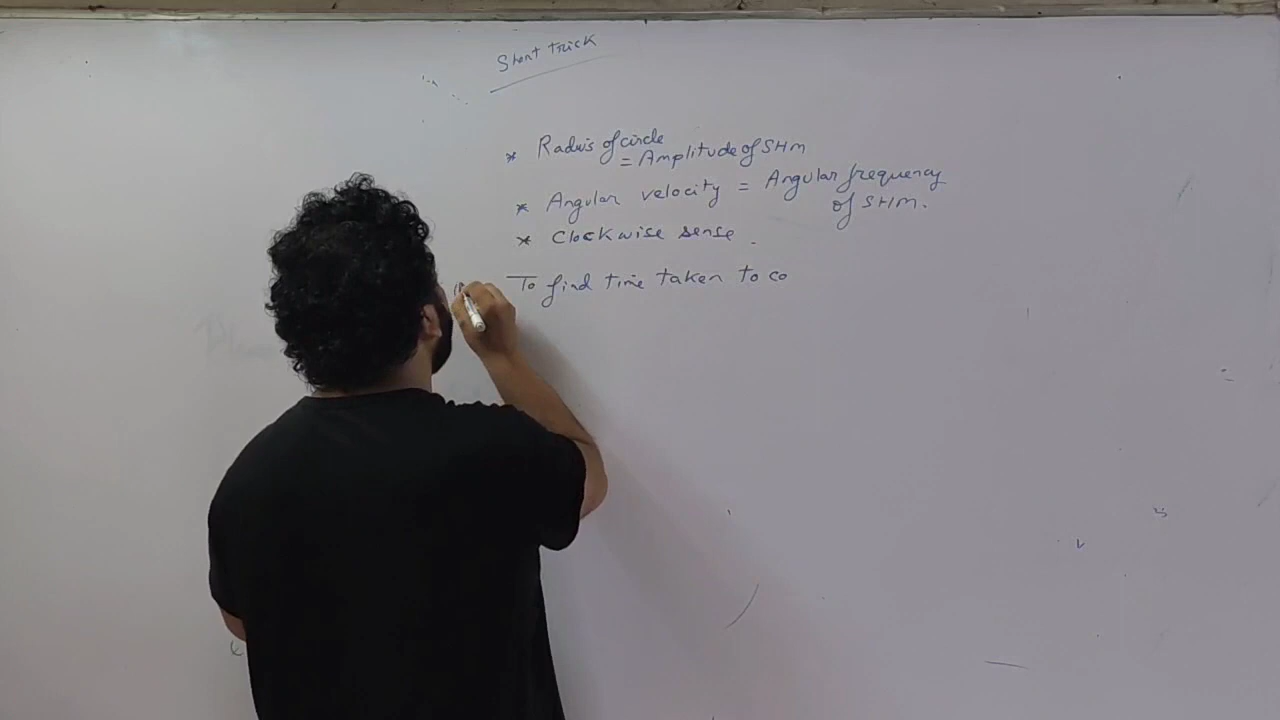 Short trick
* Radius of circle
= Amplitude of SHM
* Angular velocity = Angular frequency
of SHM.
* Clockwise sense.
To find time taken to co